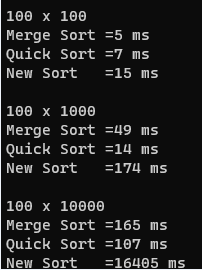 100 x 100
Merge Sort =5 ms
Quick Sort =7 ms
New Sort   =15 ms

100 x 1000
Merge Sort =49 ms
Quick Sort =14 ms
New Sort   =174 ms

100 x 10000
Merge Sort =165 ms
Quick Sort =107 ms
New Sort   =16405 ms